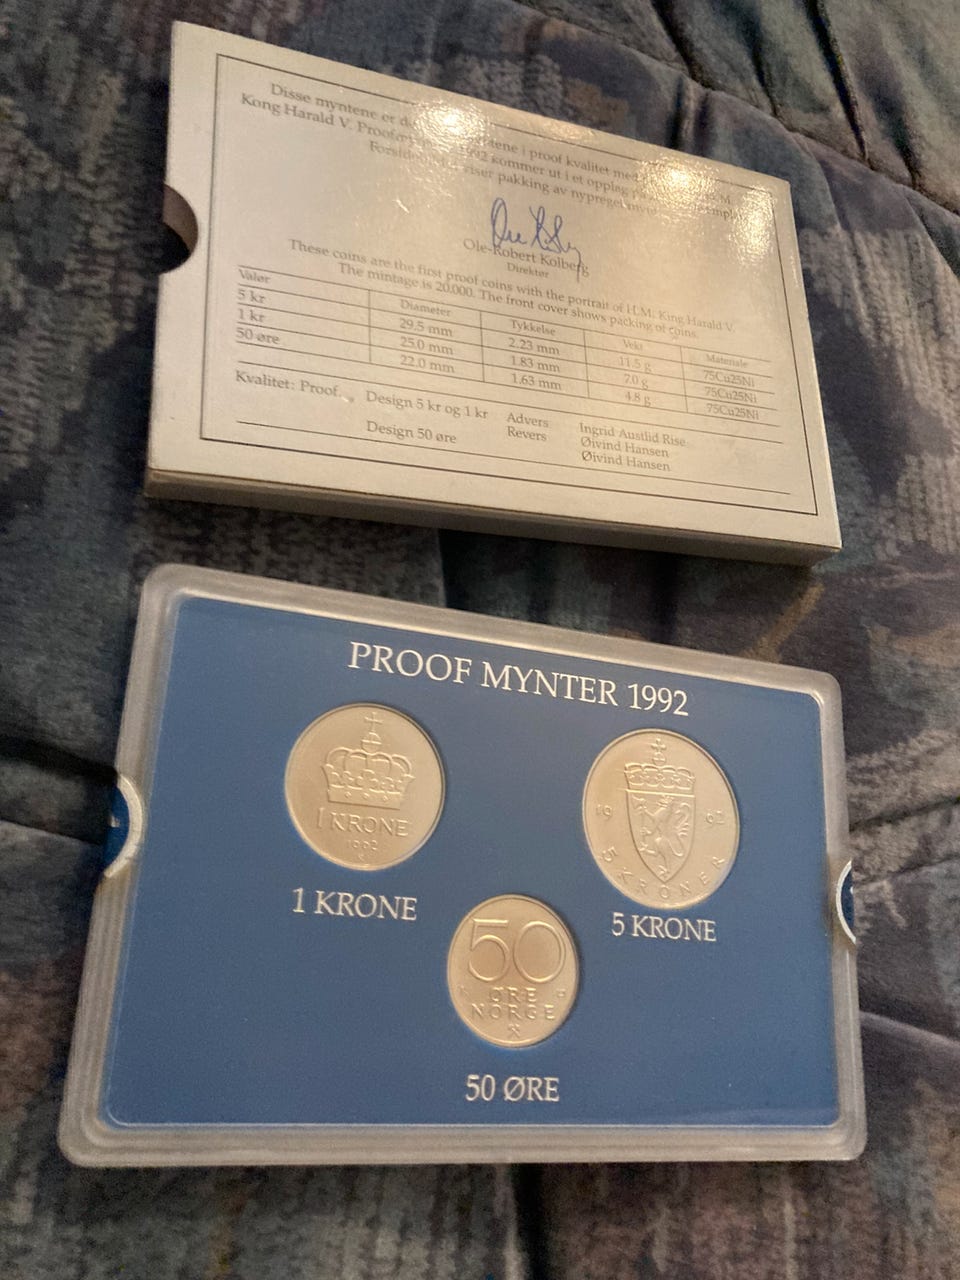 Disse myntene er de i proof kvalitet med H.M.
Kong Harald V. 1992 kommer ut i et opplag på
viser pakking av nypreget mynt.
Ole-Robert Kolberg
Direktør
These coins are the first proof coins with the portrait of H.M. King Harald V.
The mintage is 20.000. The front cover shows packing of coins.
Valør Diameter Tykkelse Vekt Materiale
5 kr 29.5 mm 2.23 mm 11.5 g 75Cu25Ni
1 kr 25.0 mm 1.83 mm 7.0 g 75Cu25Ni
50 øre 22.0 mm 1.63 mm 4.8 g 75Cu25Ni
Kvalitet: Proof. Design 5 kr og 1 kr Advers Ingrid Austlid Rise
Revers Øivind Hansen
Design 50 øre Øivind Hansen
PROOF MYNTER 1992
1 KRONE
1992
K
19 92
5 KRONER
1 KRONE
5 KRONE
50
ØRE
NORGE
50 ØRE